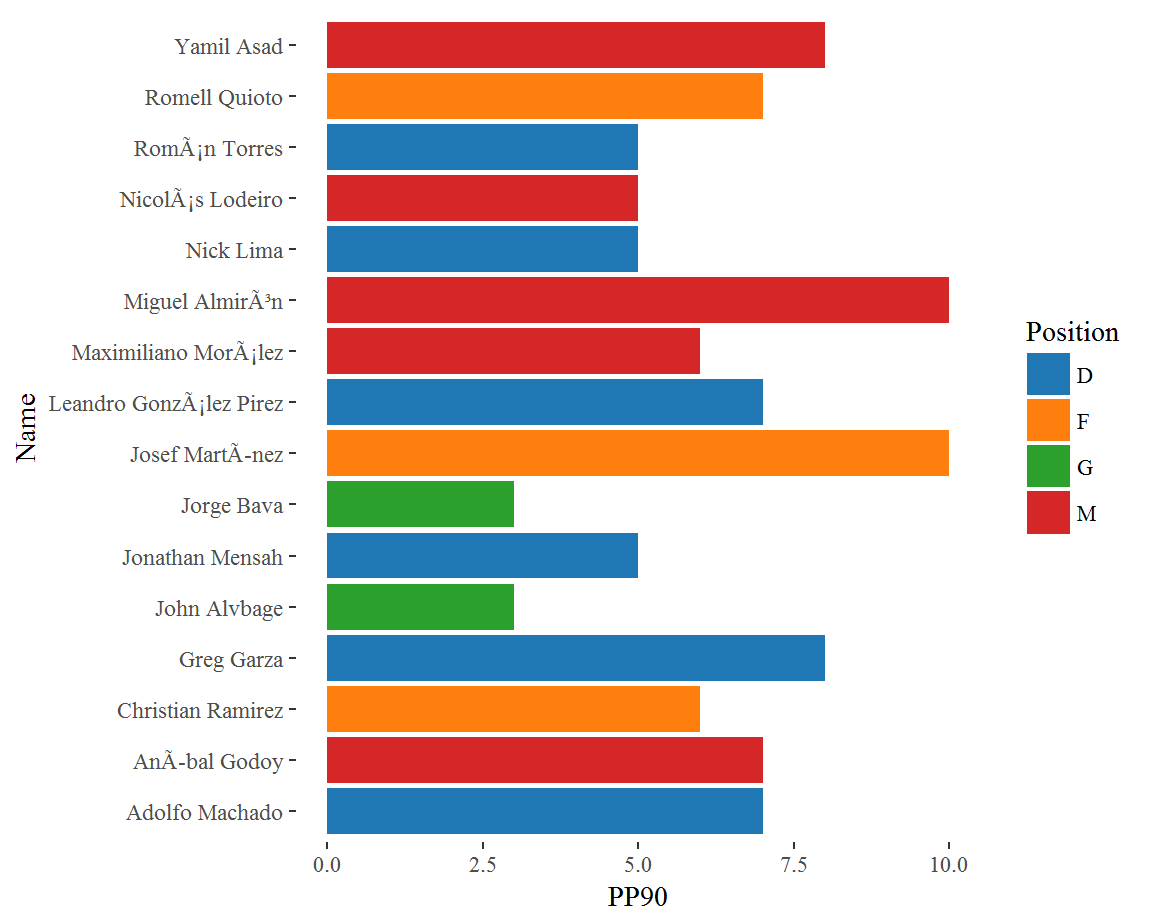 Yamil Asad
Romell Quioto
RomÃ¡n Torres
NicolÃ¡s Lodeiro
Nick Lima
Miguel AlmirÃ³n
Maximiliano MorÃ¡lez
Leandro GonzÃ¡lez Pirez
Josef MartÃ-nez
Jorge Bava
Jonathan Mensah
John Alvbage
Greg Garza
Christian Ramirez
AnÃ-bal Godoy
Adolfo Machado
Name
0.0 2.5 5.0 7.5 10.0
PP90
Position
D
F
G
M